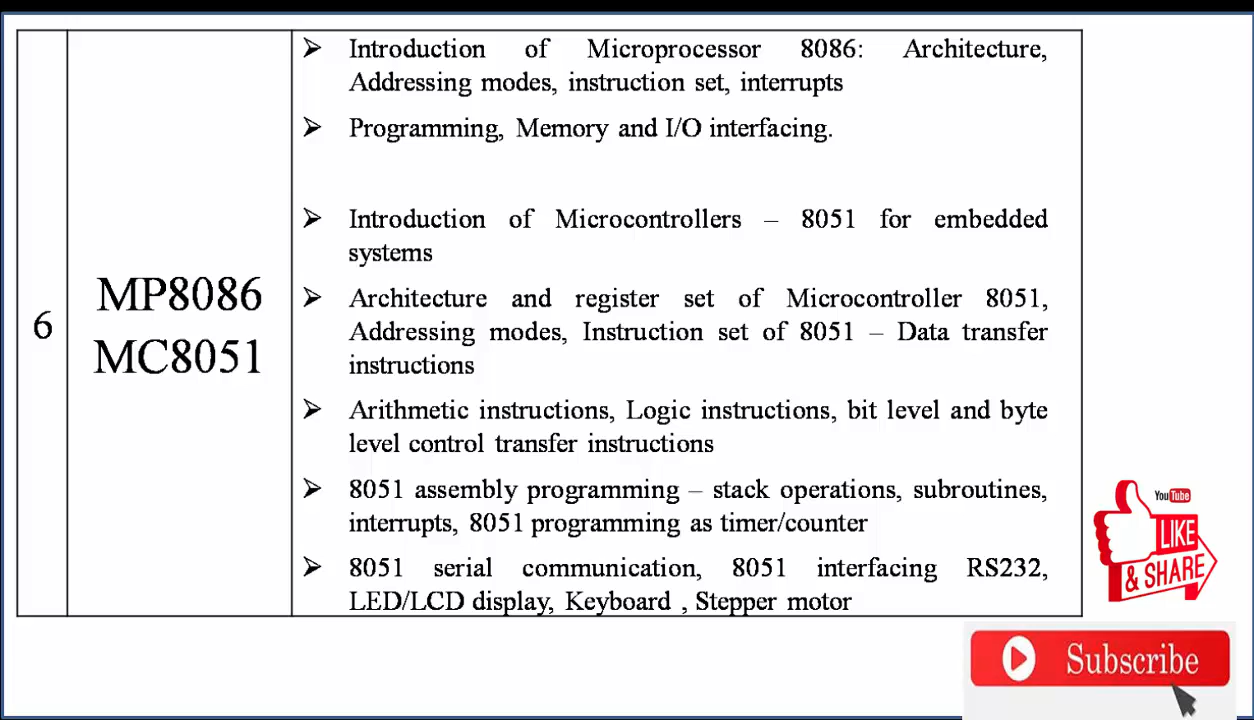 Introduction of Microprocessor 8086: Architecture,
Addressing modes, instruction set, interrupts
Programming, Memory and I/O interfacing.
Introduction of Microcontrollers – 8051 for embedded
systems
6
MP8086
MC8051
Architecture and register set of Microcontroller 8051,
Addressing modes, Instruction set of 8051 – Data transfer
instructions
Arithmetic instructions, Logic instructions, bit level and byte
level control transfer instructions
8051 assembly programming – stack operations, subroutines,
interrupts, 8051 programming as timer/counter
8051 serial communication, 8051 interfacing RS232,
LED/LCD display, Keyboard , Stepper motor
YouTube
LIKE
& SHARE
Subscribe